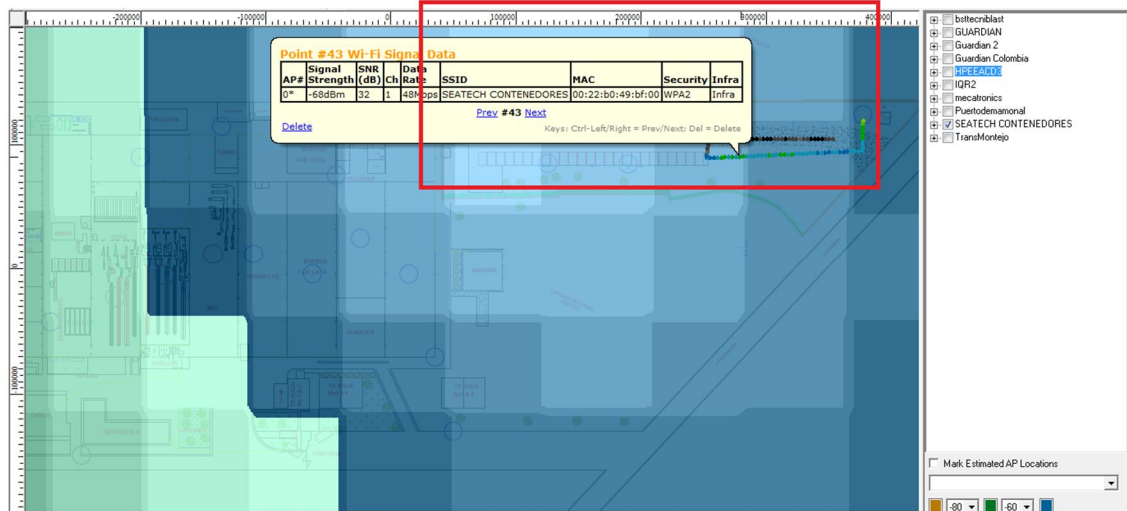 -200000 -100000 0 100000 200000 300000 400000
Point #43 Wi-Fi Signal Data
AP# Signal Strength SNR (dB) Ch Data Rate SSID MAC Security Infra
0* -68dBm 32 1 48Mbps SEATECH CONTENEDORES 00:22:b0:49:bf:00 WPA2 Infra
Prev #43 Next
Delete
Keys: Ctrl-Left/Right = Prev/Next; Del = Delete
100000
0
100000
bsttecniblast
GUARDIAN
Guardian 2
Guardian Colombia
HPEEACD3
IQR2
mecatronics
Puertodemamonal
SEATECH CONTENEDORES
TransMontejo
Mark Estimated AP Locations
-80 -60